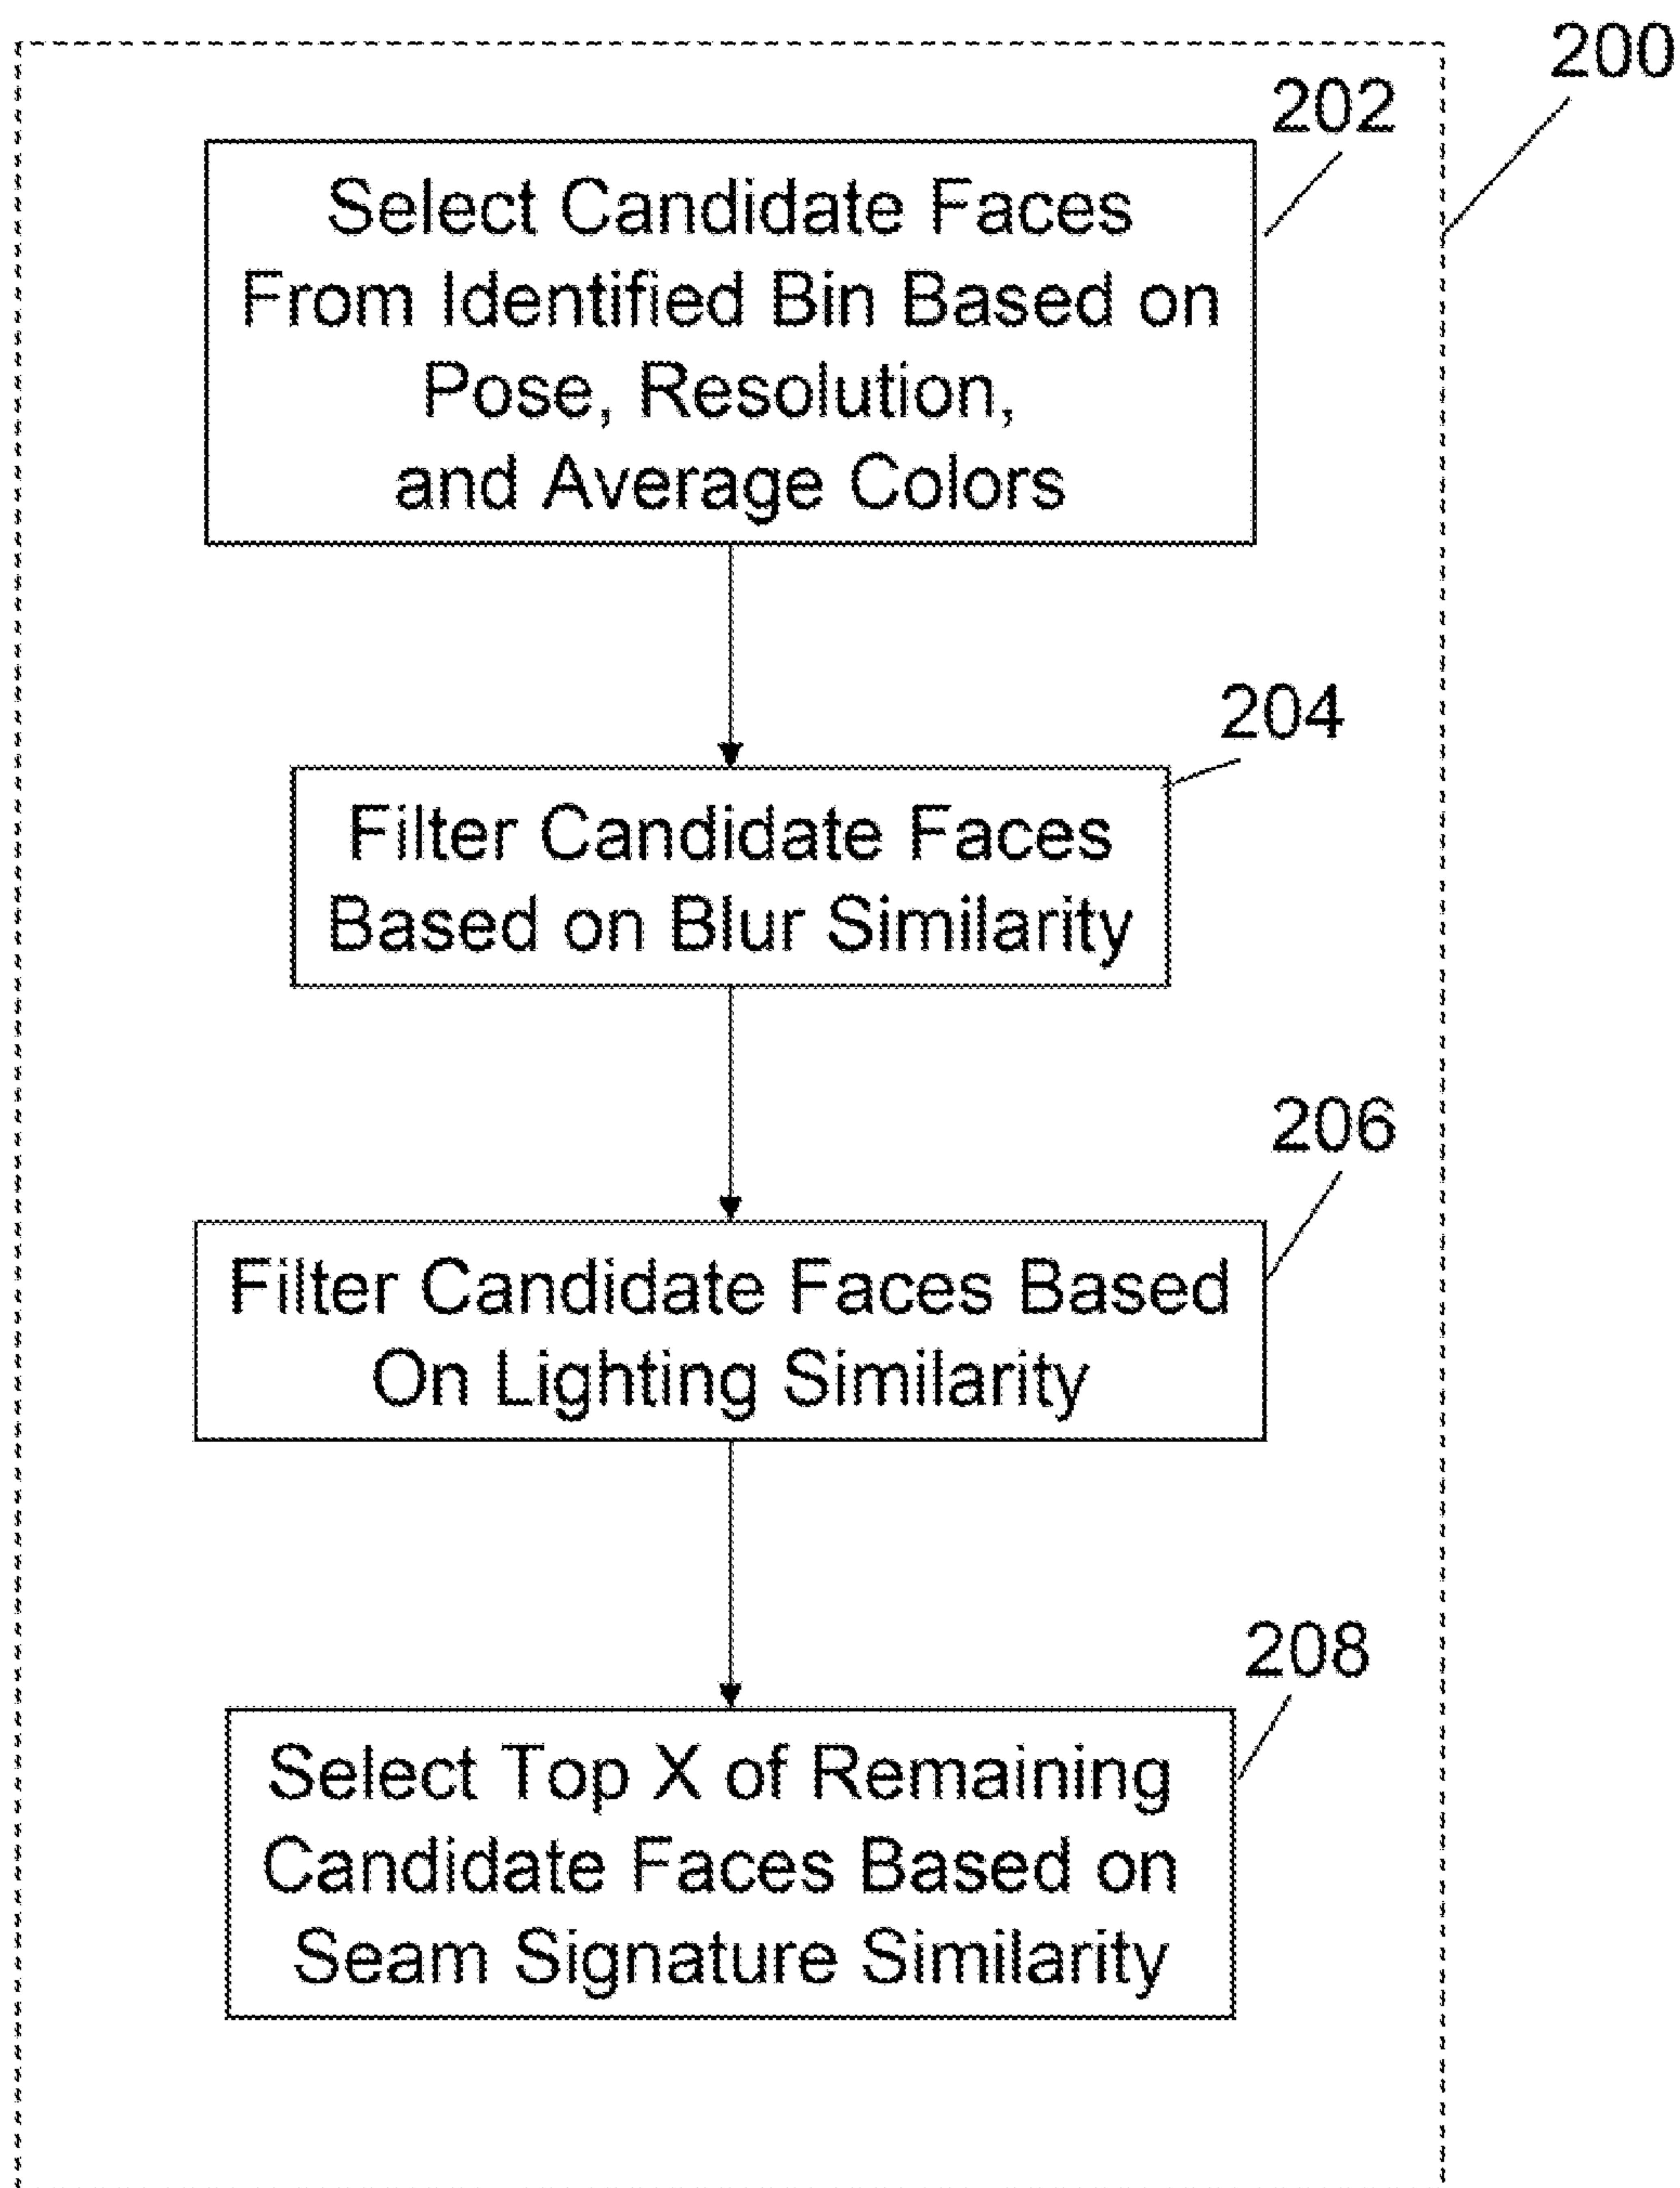 200
202
Select Candidate Faces
From Identified Bin Based on
Pose, Resolution,
and Average Colors
204
Filter Candidate Faces
Based on Blur Similarity
206
Filter Candidate Faces Based
On Lighting Similarity
208
Select Top X of Remaining
Candidate Faces Based on
Seam Signature Similarity